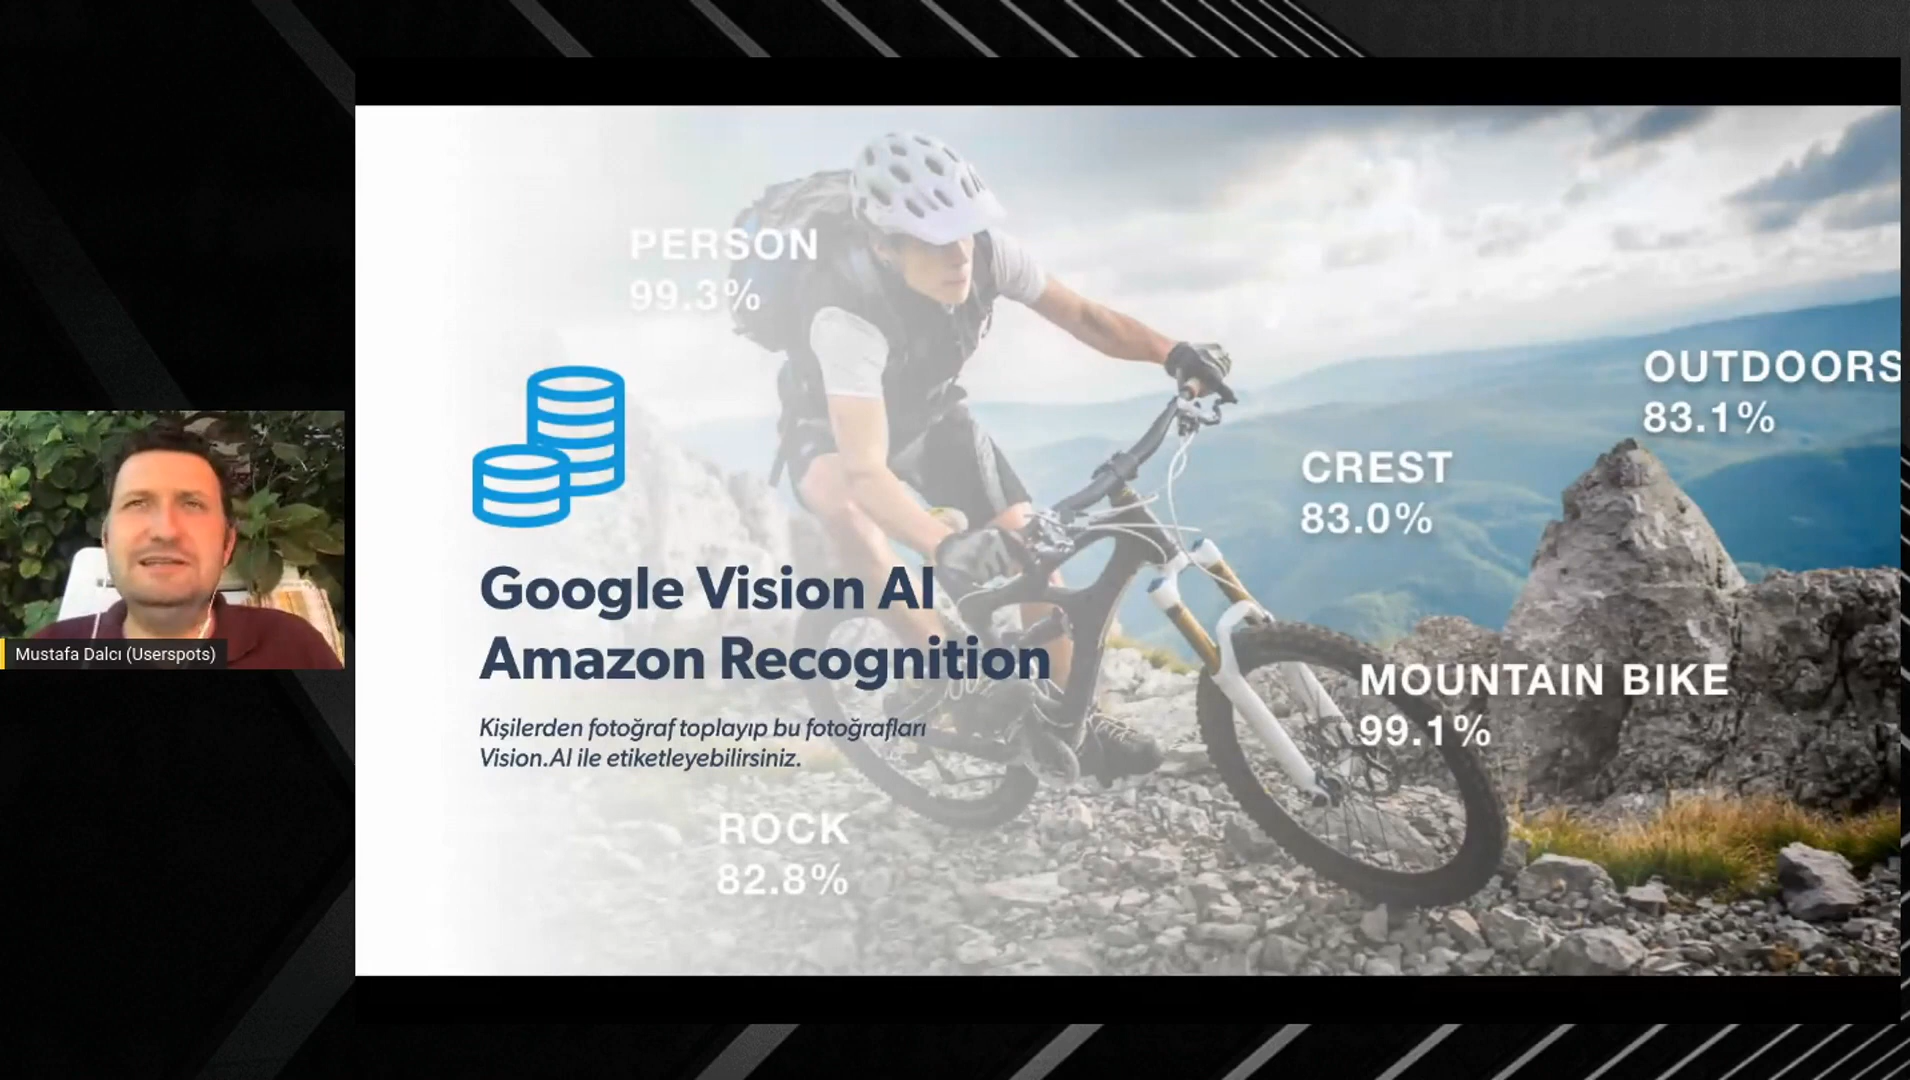 PERSON
99.3%
OUTDOORS
83.1%
CREST
83.0%
Google Vision AI
Amazon Recognition
Kişilerden fotoğraf toplayıp bu fotoğrafları
Vision.AI ile etiketleyebilirsiniz.
MOUNTAIN BIKE
99.1%
ROCK
82.8%
Mustafa Dalcı (Userspots)